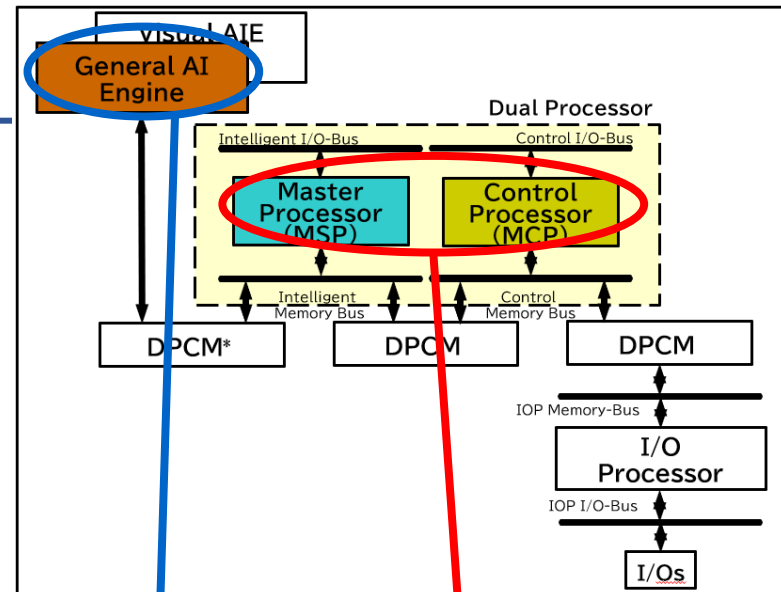 Visual AIE
General AI
Engine
Dual Processor
Intelligent I/O-Bus
Control I/O-Bus
Master
Processor
(MSP)
Control
Processor
(MCP)
Intelligent
Memory Bus
Control
Memory Bus
DPCM*
DPCM
DPCM
IOP Memory-Bus
I/O
Processor
IOP I/O-Bus
I/Os